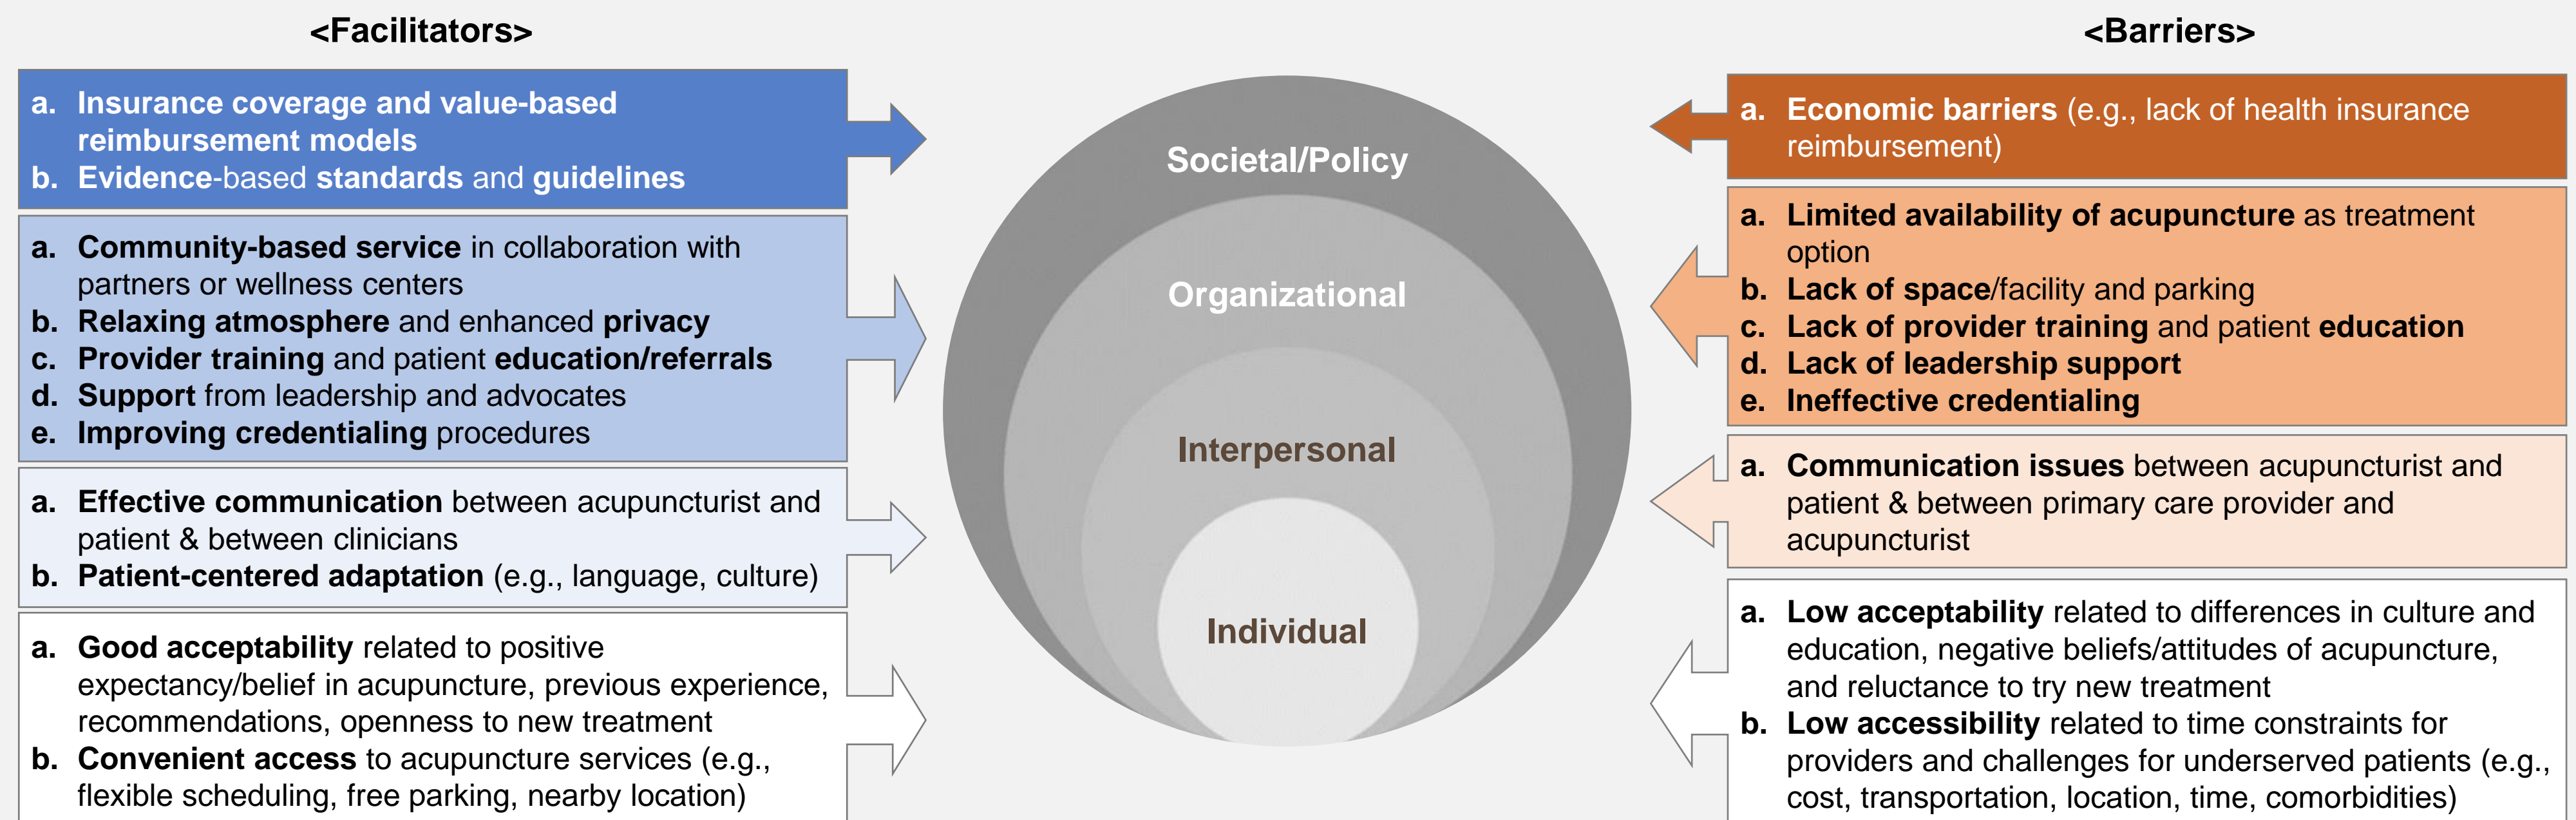 <Facilitators>
a. Insurance coverage and value-based
reimbursement models
b. Evidence-based standards and guidelines
a. Community-based service in collaboration with
partners or wellness centers
b. Relaxing atmosphere and enhanced privacy
c. Provider training and patient education/referrals
d. Support from leadership and advocates
e. Improving credentialing procedures
a. Effective communication between acupuncturist and
patient & between clinicians
b. Patient-centered adaptation (e.g., language, culture)
a. Good acceptability related to positive
expectancy/belief in acupuncture, previous experience,
recommendations, openness to new treatment
b. Convenient access to acupuncture services (e.g.,
flexible scheduling, free parking, nearby location)
Societal/Policy
Organizational
Interpersonal
Individual
<Barriers>
a. Economic barriers (e.g., lack of health insurance
reimbursement)
a. Limited availability of acupuncture as treatment
option
b. Lack of space/facility and parking
c. Lack of provider training and patient education
d. Lack of leadership support
e. Ineffective credentialing
a. Communication issues between acupuncturist and
patient & between primary care provider and
acupuncturist
a. Low acceptability related to differences in culture and
education, negative beliefs/attitudes of acupuncture,
and reluctance to try new treatment
b. Low accessibility related to time constraints for
providers and challenges for underserved patients (e.g.,
cost, transportation, location, time, comorbidities)